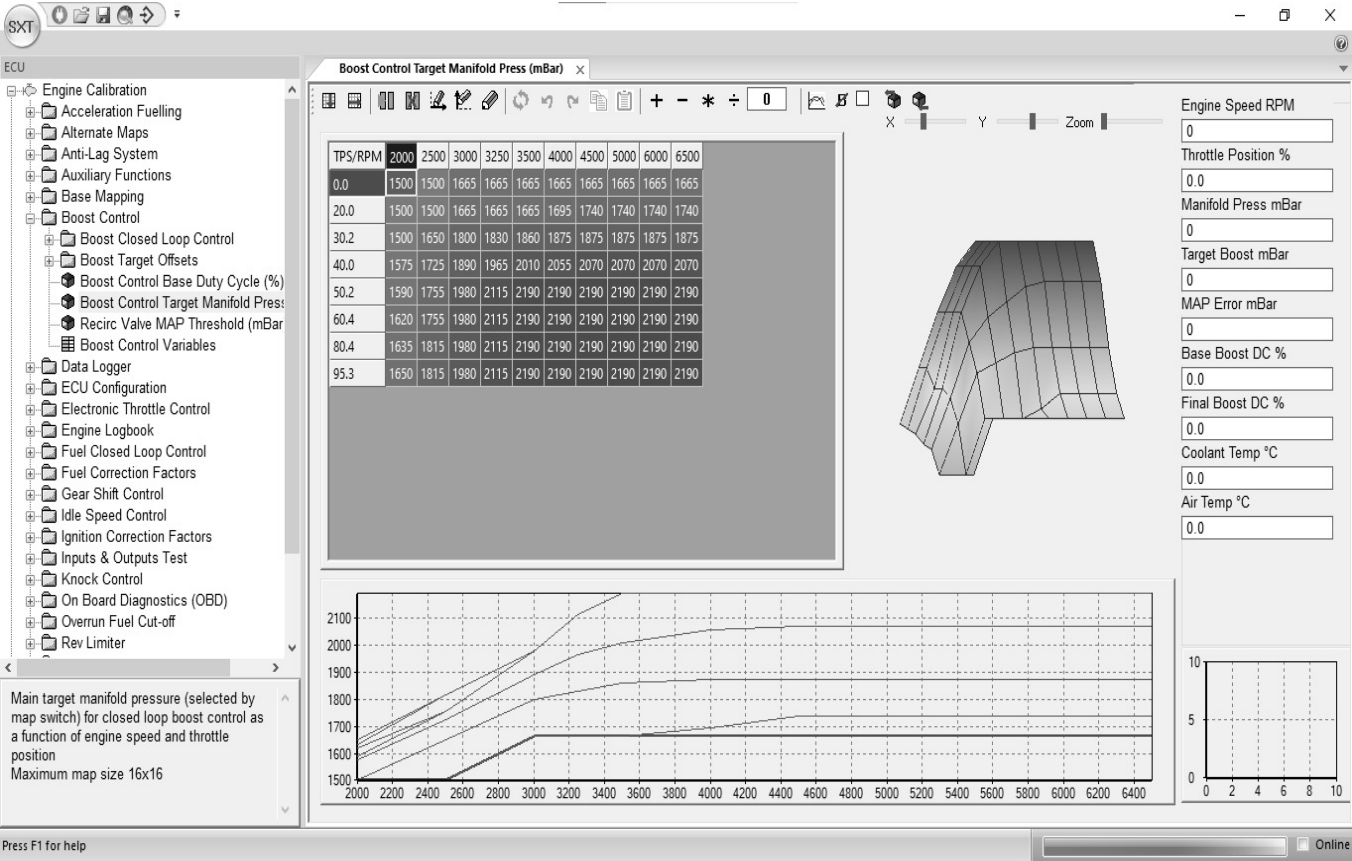 SXT
ECU
Engine Calibration
Acceleration Fuelling
Alternate Maps
Anti-Lag System
Auxiliary Functions
Base Mapping
Boost Control
Boost Closed Loop Control
Boost Target Offsets
Boost Control Base Duty Cycle (%)
Boost Control Target Manifold Press
Recirc Valve MAP Threshold (mBar
Boost Control Variables
Data Logger
ECU Configuration
Electronic Throttle Control
Engine Logbook
Fuel Closed Loop Control
Fuel Correction Factors
Gear Shift Control
Idle Speed Control
Ignition Correction Factors
Inputs & Outputs Test
Knock Control
On Board Diagnostics (OBD)
Overrun Fuel Cut-off
Rev Limiter
Main target manifold pressure (selected by
map switch) for closed loop boost control as
a function of engine speed and throttle
position
Maximum map size 16x16
Boost Control Target Manifold Press (mBar) x
+ - * ÷ 0
X Y Zoom
TPS/RPM 2000 2500 3000 3250 3500 4000 4500 5000 6000 6500
0.0 1500 1500 1665 1665 1665 1665 1665 1665 1665 1665
20.0 1500 1500 1665 1665 1665 1695 1740 1740 1740 1740
30.2 1500 1650 1800 1830 1860 1875 1875 1875 1875 1875
40.0 1575 1725 1890 1965 2010 2055 2070 2070 2070 2070
50.2 1590 1755 1980 2115 2190 2190 2190 2190 2190 2190
60.4 1620 1755 1980 2115 2190 2190 2190 2190 2190 2190
80.4 1635 1815 1980 2115 2190 2190 2190 2190 2190 2190
95.3 1650 1815 1980 2115 2190 2190 2190 2190 2190 2190
2100
2000
1900
1800
1700
1600
1500
2000 2200 2400 2600 2800 3000 3200 3400 3600 3800 4000 4200 4400 4600 4800 5000 5200 5400 5600 5800 6000 6200 6400
Engine Speed RPM
0
Throttle Position %
0.0
Manifold Press mBar
0
Target Boost mBar
0
MAP Error mBar
0
Base Boost DC %
0.0
Final Boost DC %
0.0
Coolant Temp °C
0.0
Air Temp °C
0.0
10
5
0
0 2 4 6 8 10
Press F1 for help
Online